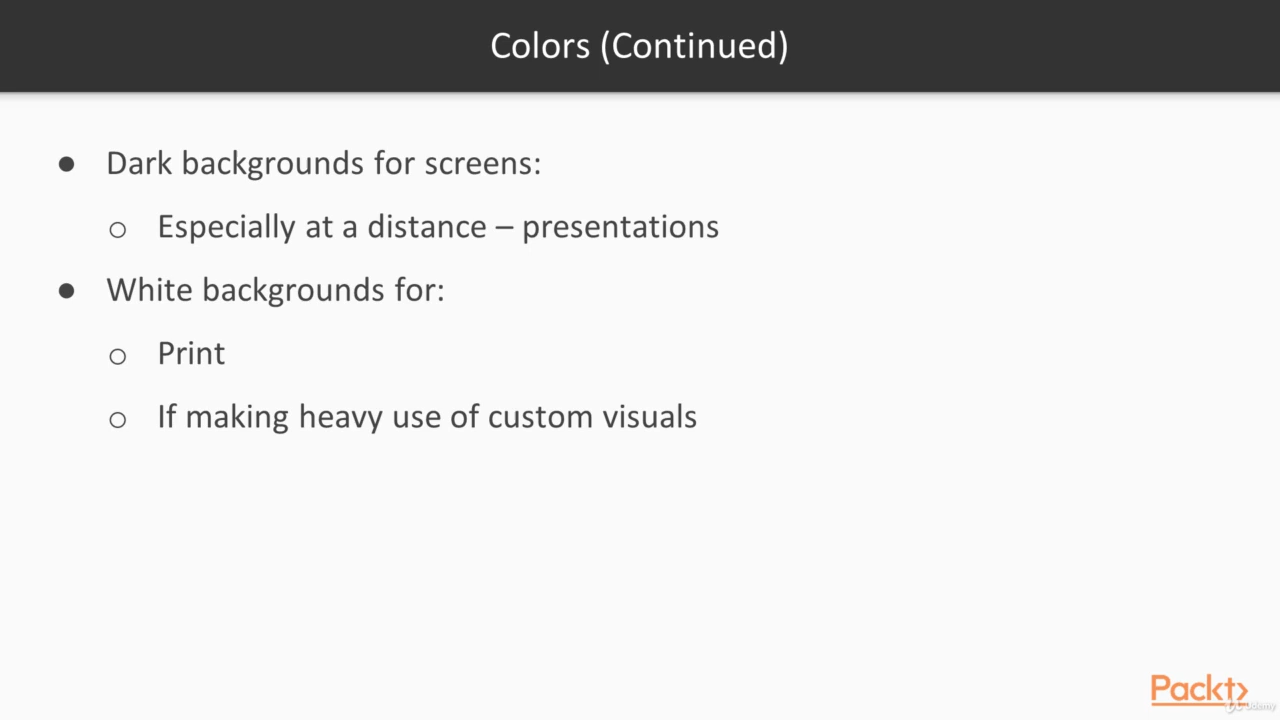 Colors (Continued)
● Dark backgrounds for screens:
○ Especially at a distance – presentations
● White backgrounds for:
○ Print
○ If making heavy use of custom visuals
Packt>
Udemy